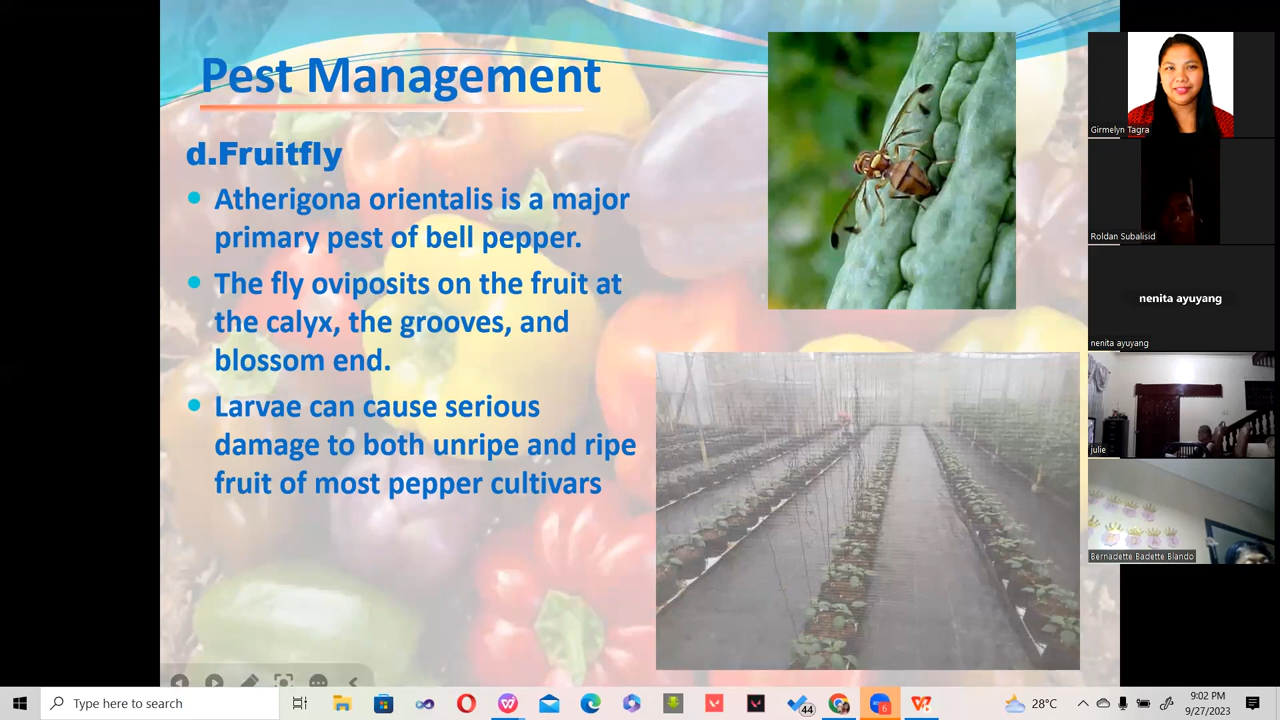 Pest Management
d.Fruitfly
Atherigona orientalis is a major
primary pest of bell pepper.
The fly oviposits on the fruit at
the calyx, the grooves, and
blossom end.
Larvae can cause serious
damage to both unripe and ripe
fruit of most pepper cultivars
Girmelyn Tagra
Roldan Subalisid
nenita ayuyang
nenita ayuyang
julie
Bernadette Badette Blando
Type here to search
44
6
28°C
9:02 PM
9/27/2023